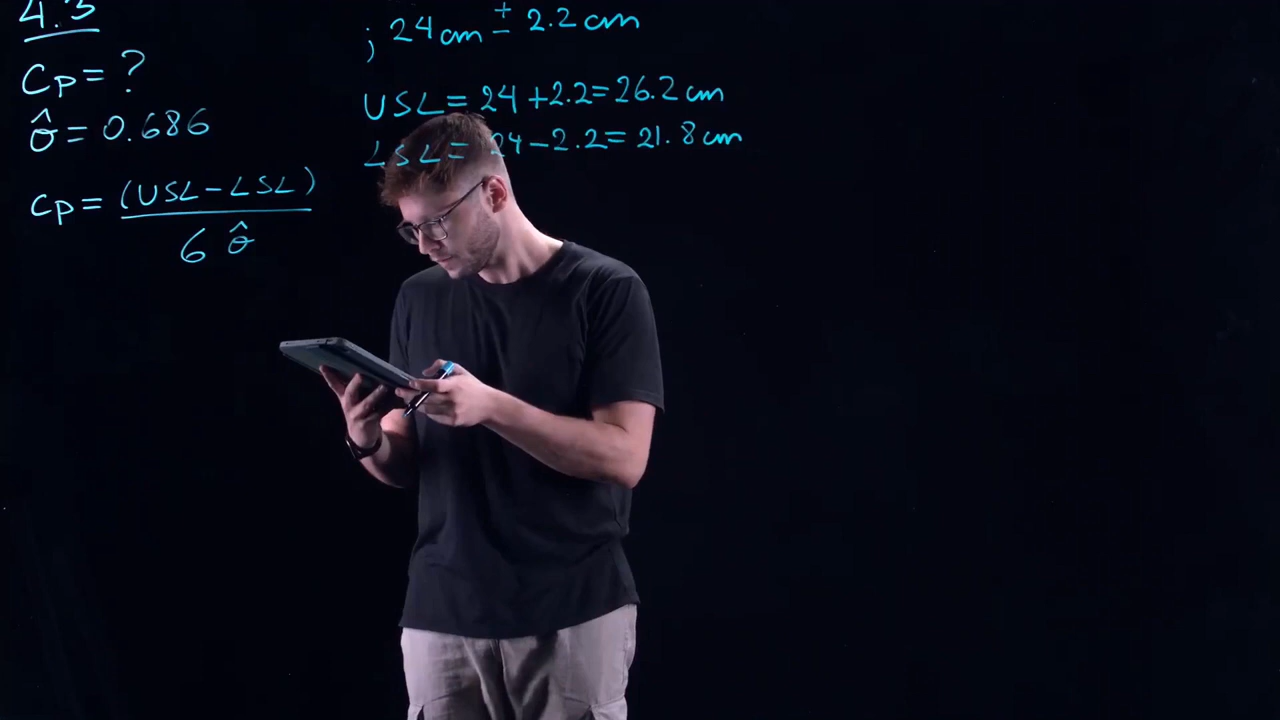 4.3
Cp = ?
σ̂ = 0.686
Cp = (USL - LSL) / 6 σ̂
; 24 cm ± 2.2 cm
USL = 24 + 2.2 = 26.2 cm
LSL = 24 - 2.2 = 21.8 cm